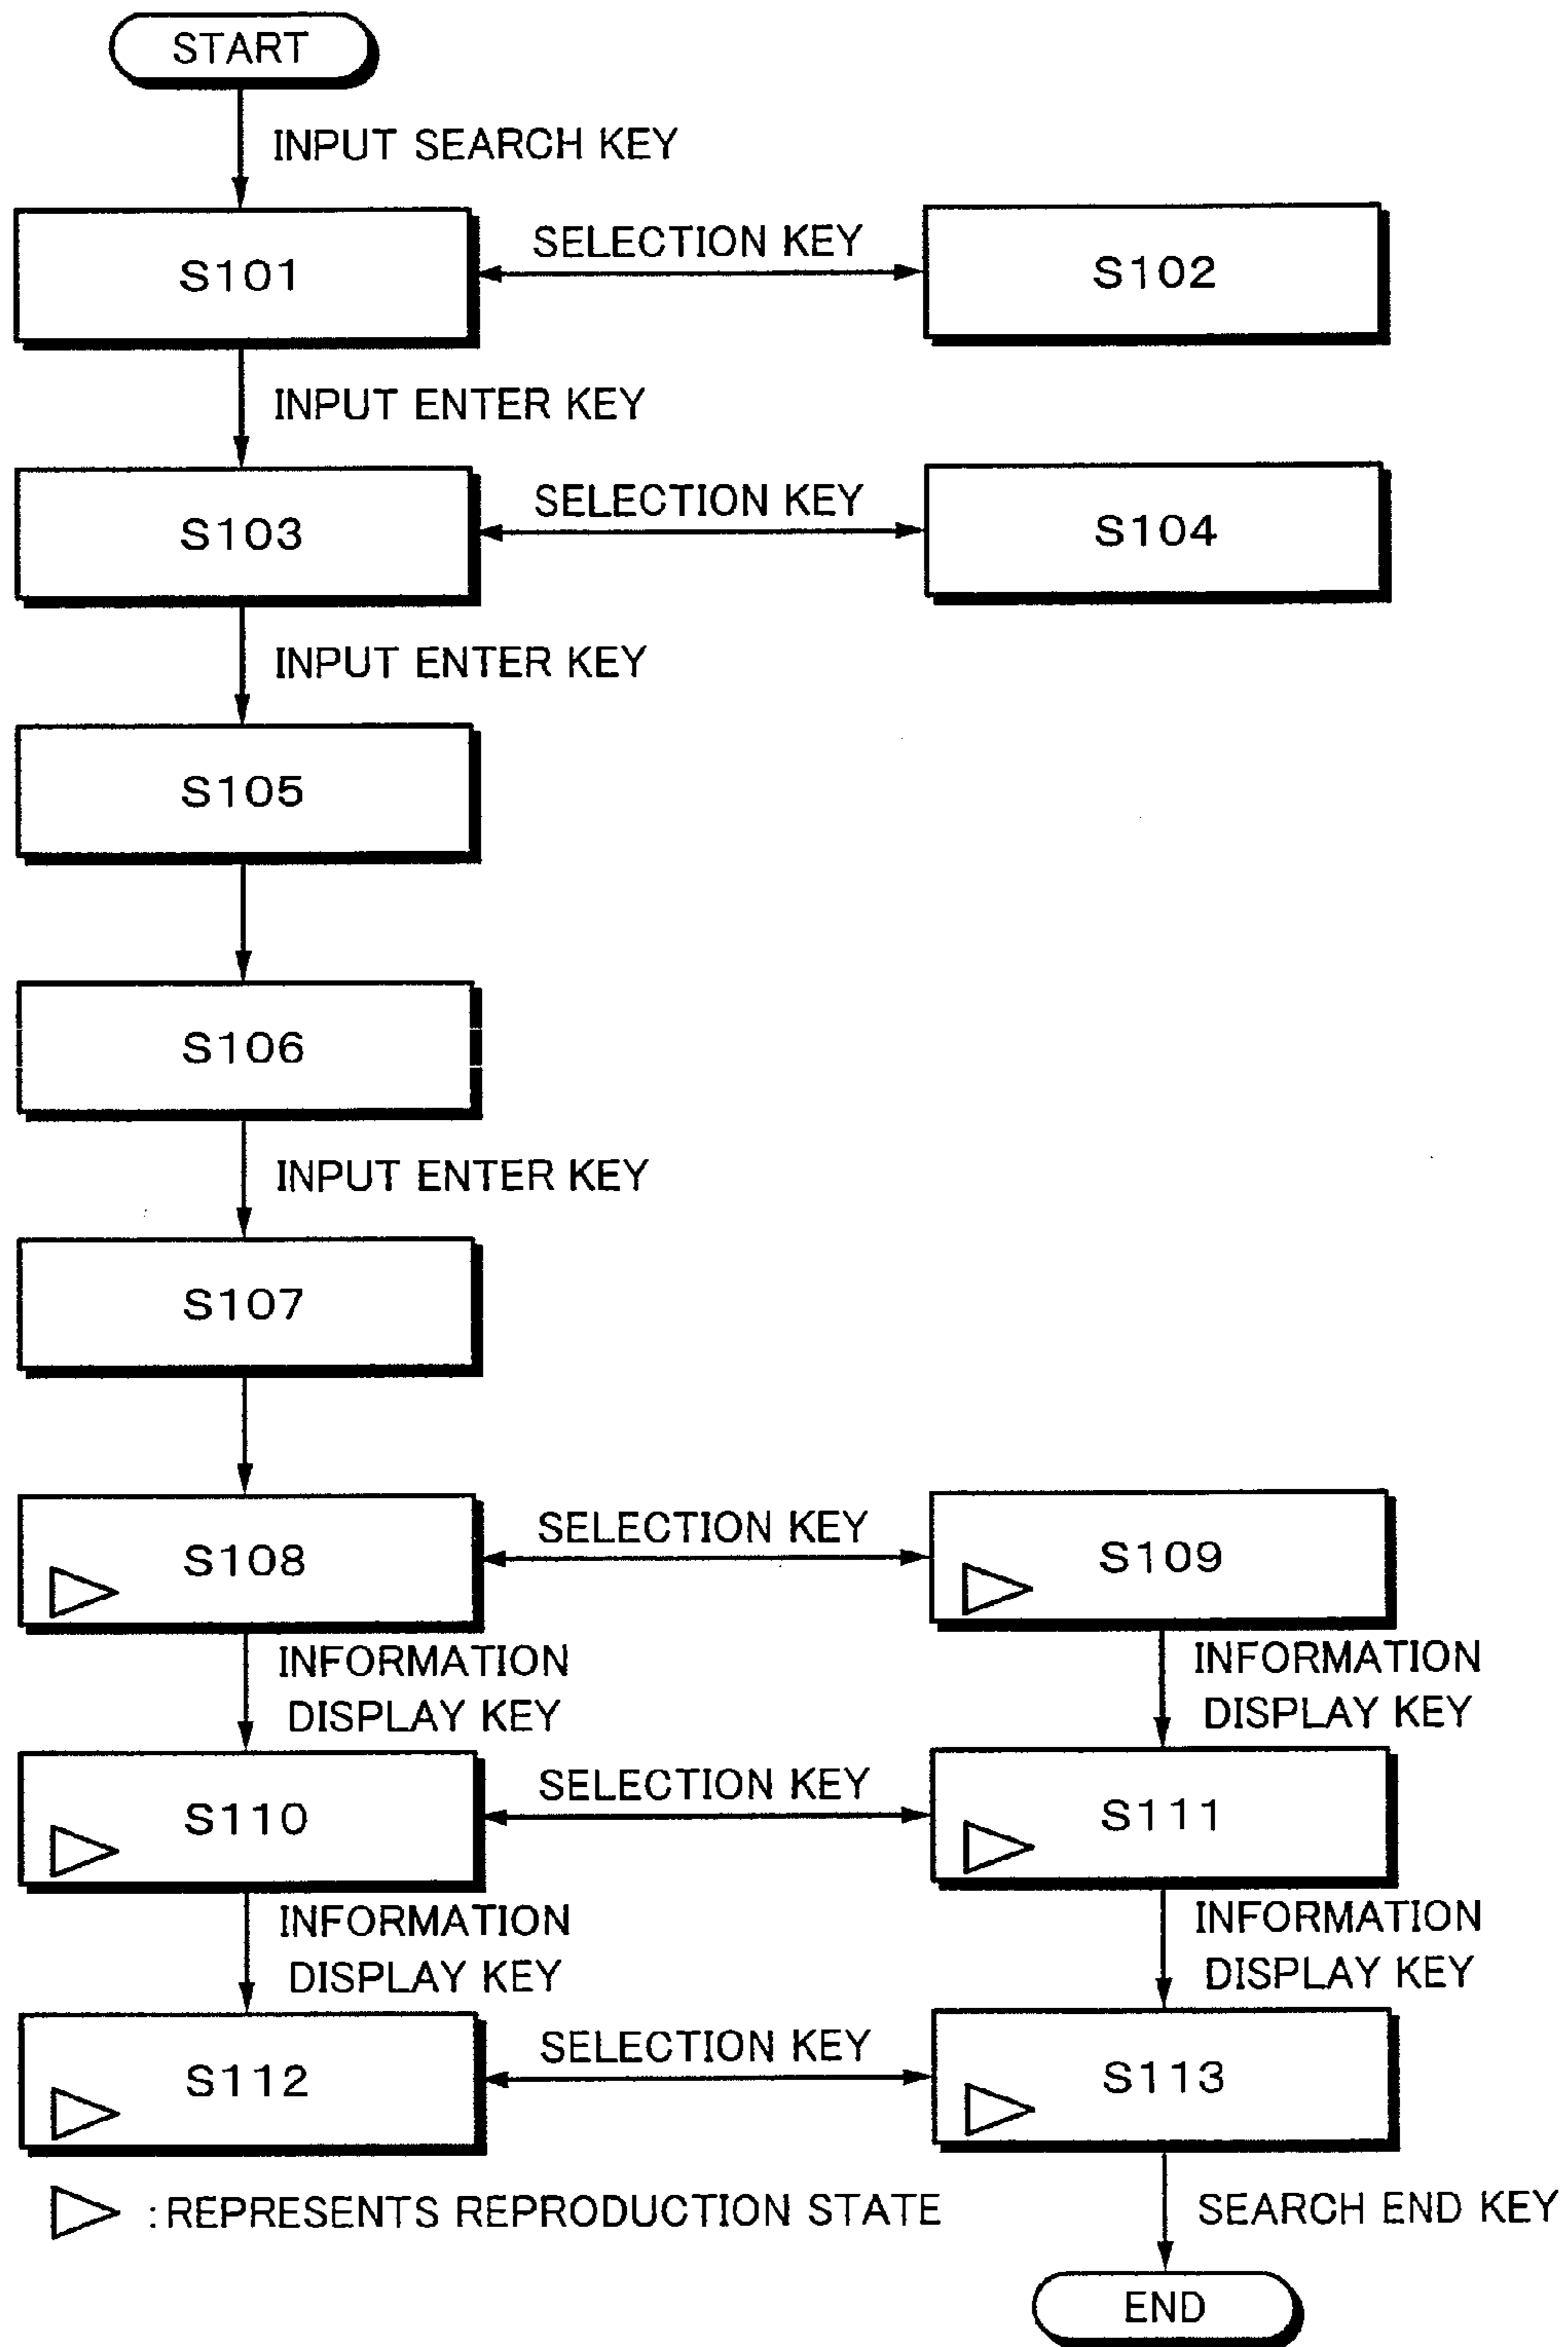 START
INPUT SEARCH KEY
S101
SELECTION KEY
S102
INPUT ENTER KEY
S103
SELECTION KEY
S104
INPUT ENTER KEY
S105
S106
INPUT ENTER KEY
S107
S108
SELECTION KEY
S109
INFORMATION
DISPLAY KEY
INFORMATION
DISPLAY KEY
S110
SELECTION KEY
S111
INFORMATION
DISPLAY KEY
INFORMATION
DISPLAY KEY
S112
SELECTION KEY
S113
: REPRESENTS REPRODUCTION STATE
SEARCH END KEY
END